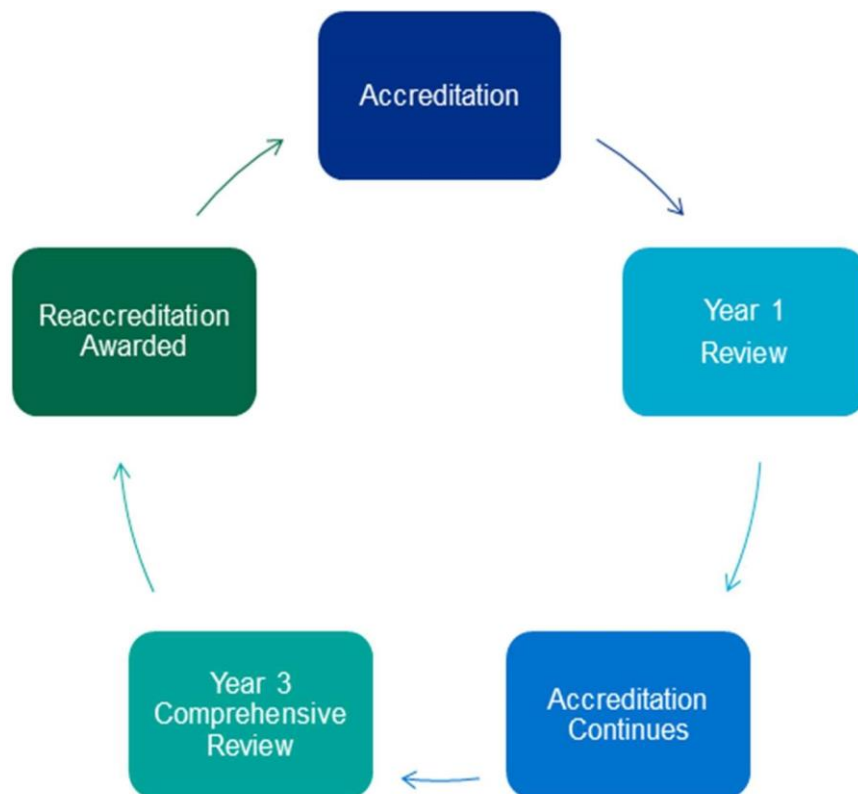 Accreditation
Year 1
Review
Accreditation
Continues
Year 3
Comprehensive
Review
Reaccreditation
Awarded